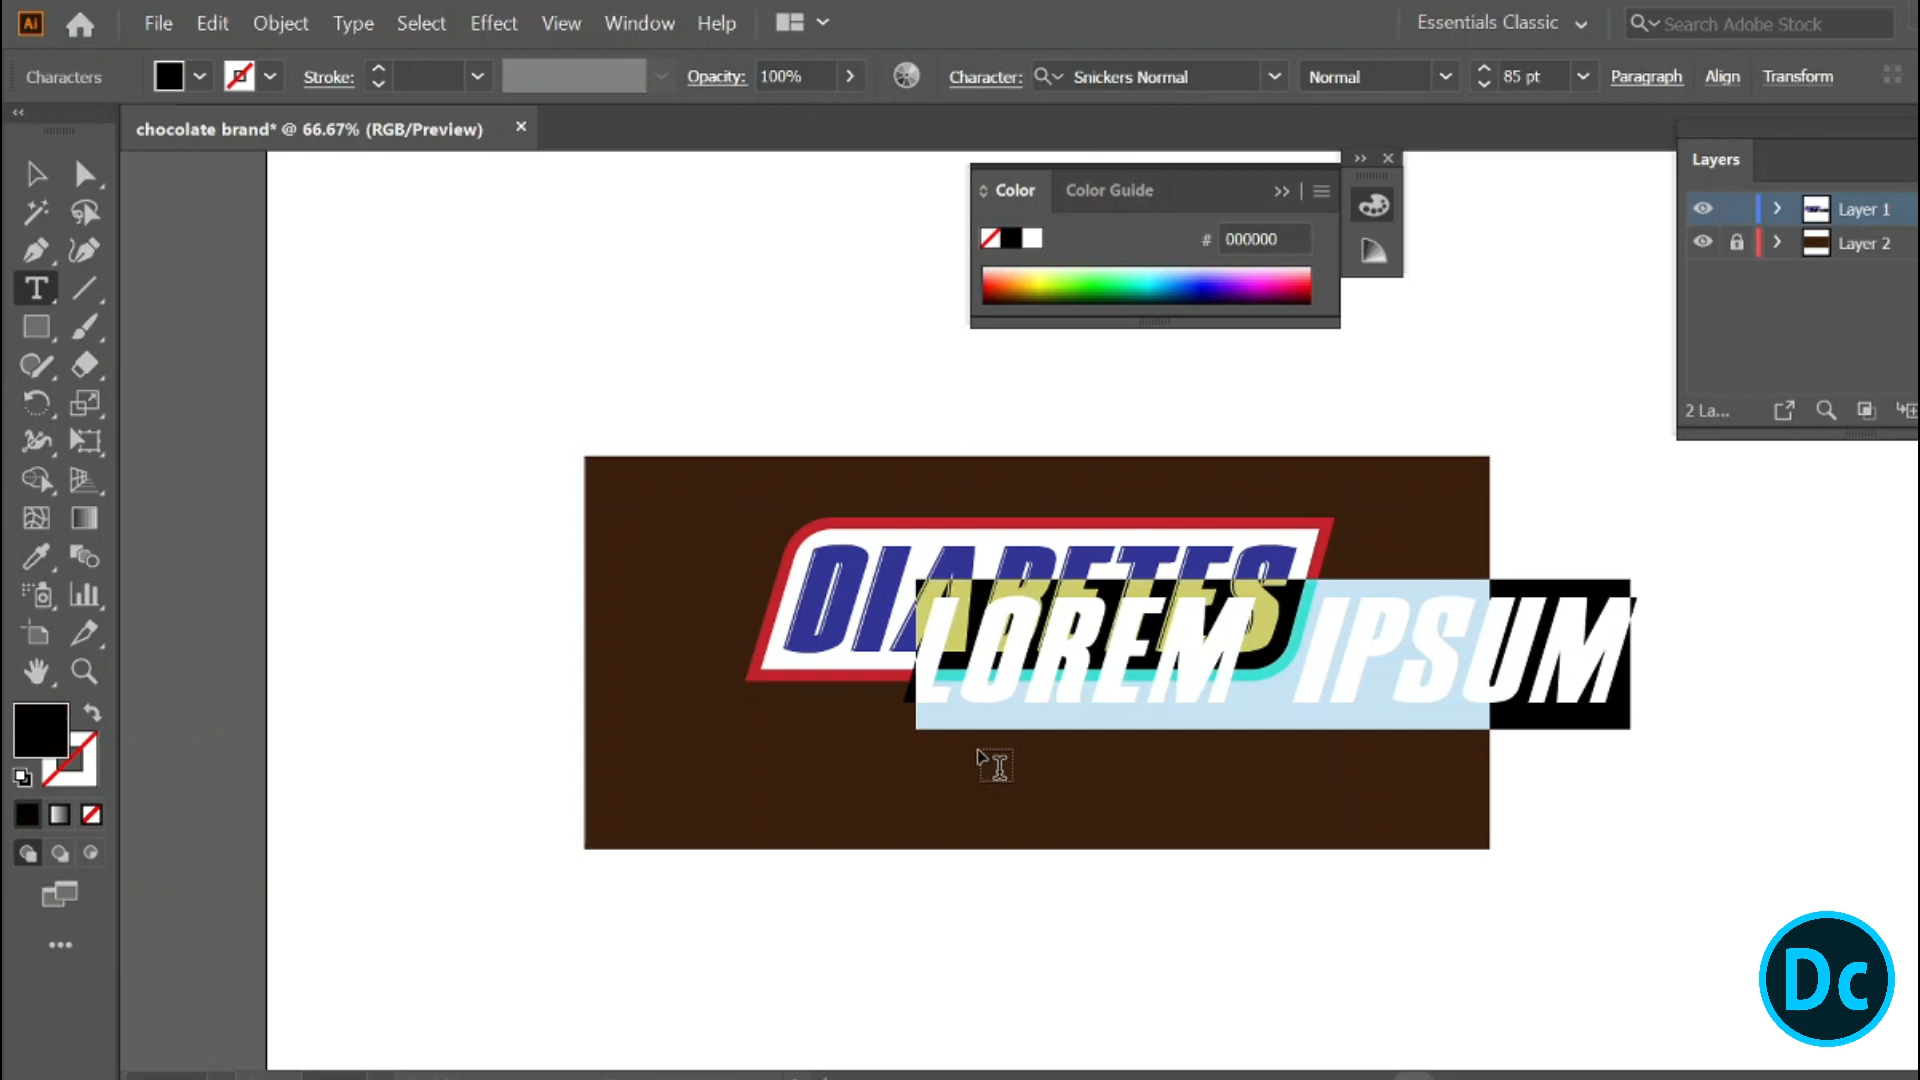 Ai File Edit Object Type Select Effect View Window Help Essentials Classic Search Adobe Stock
Characters Stroke: Opacity: 100% Character: Snickers Normal Normal 85 pt Paragraph Align Transform
chocolate brand* @ 66.67% (RGB/Preview)
Color Color Guide
# 000000
Layers
Layer 1
Layer 2
2 La...
DIABETES
LOREM IPSUM
Dc